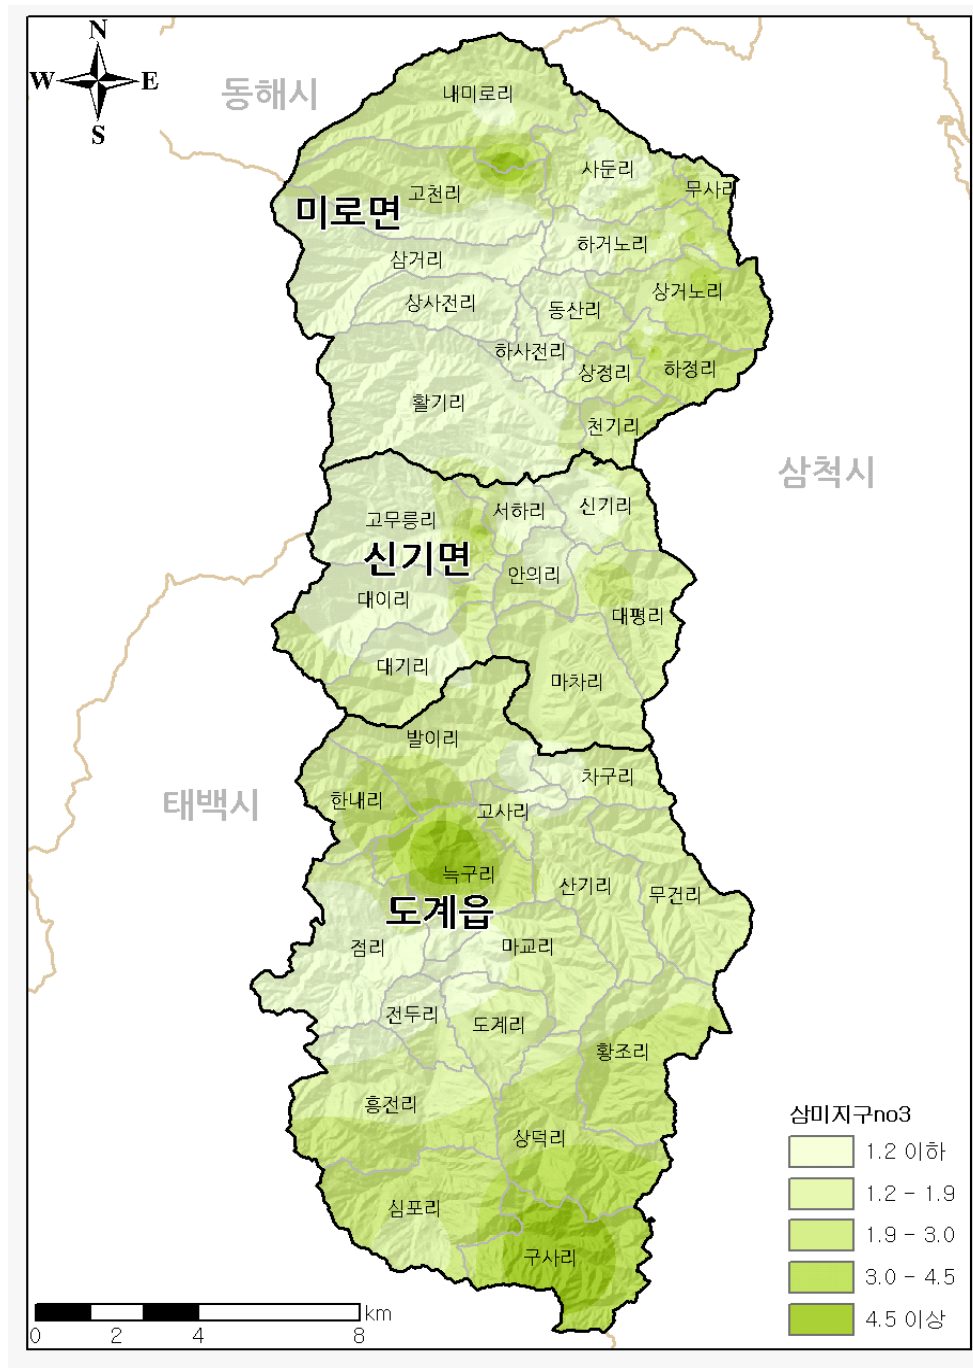 N
W E
S
동해시
내미로리
사둔리
무사리
고천리
미로면
하거노리
삼거리
상거노리
상사전리
동산리
하사전리
상정리
하정리
활기리
천기리
삼척시
서하리
신기리
고무릉리
신기면
안의리
대이리
대평리
대기리
마차리
발이리
차구리
한내리
고사리
태백시
늑구리
산기리
무건리
도계읍
점리
마교리
전두리
도계리
황조리
흥전리
상덕리
심포리
구사리
삼미지구no3
1.2 이하
1.2 - 1.9
1.9 - 3.0
3.0 - 4.5
4.5 이상
km
0 2 4 8